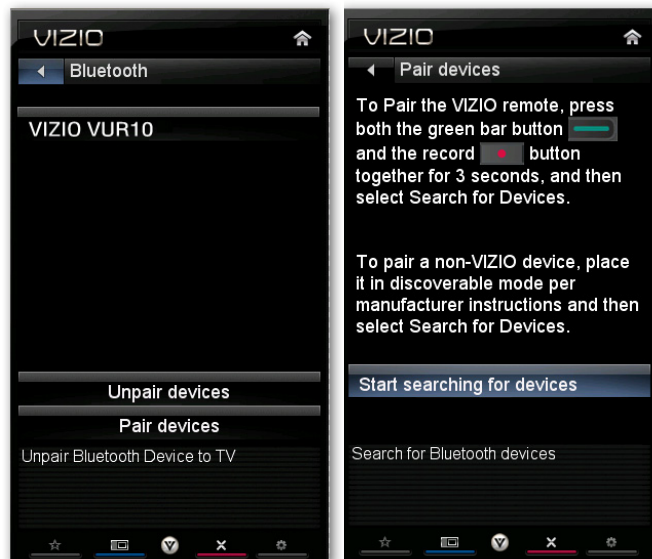 VIZIO
Bluetooth
VIZIO VUR10
Unpair devices
Pair devices
Unpair Bluetooth Device to TV
VIZIO
Pair devices
To Pair the VIZIO remote, press
both the green bar button
and the record button
together for 3 seconds, and then
select Search for Devices.
To pair a non-VIZIO device, place
it in discoverable mode per
manufacturer instructions and then
select Search for Devices.
Start searching for devices
Search for Bluetooth devices